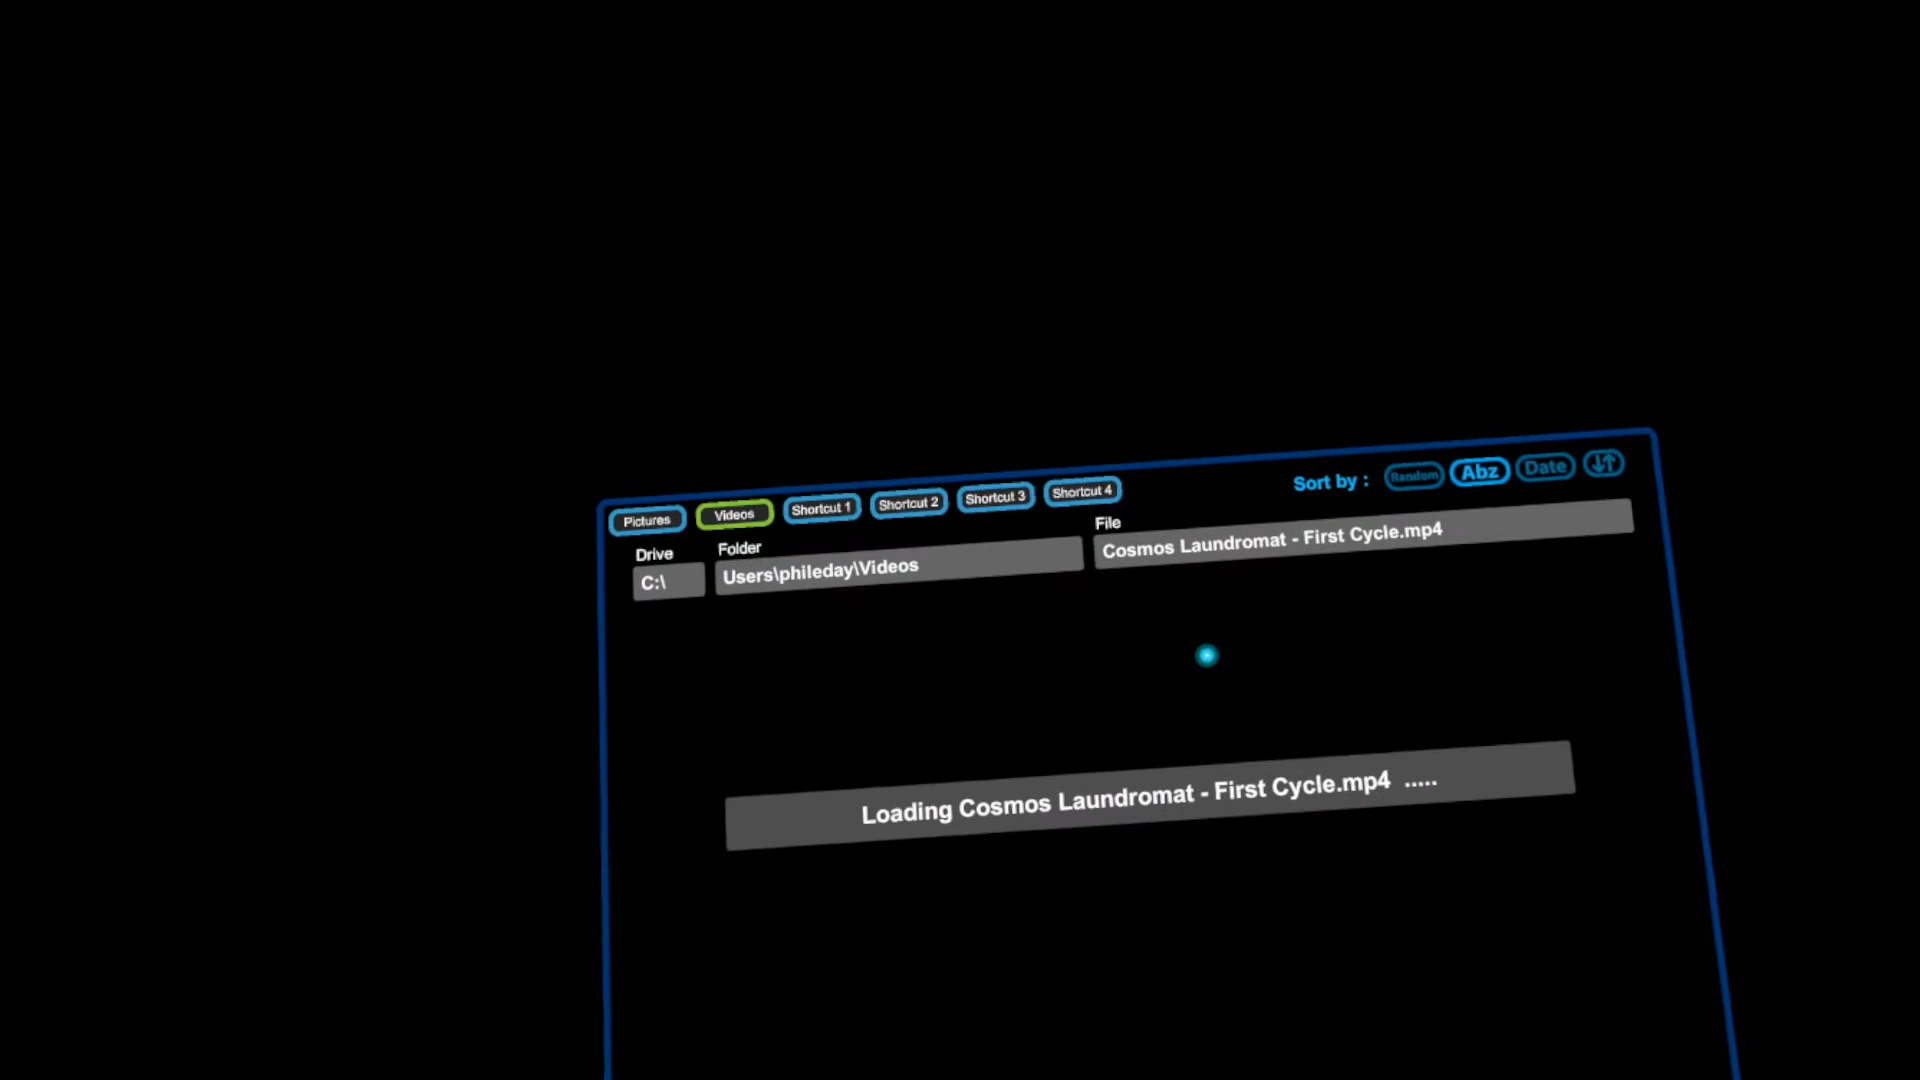 Pictures Videos Shortcut 1 Shortcut 2 Shortcut 3 Shortcut 4 Sort by : Random Abz Date
Drive Folder File
C:\ Users\phileday\Videos Cosmos Laundromat - First Cycle.mp4
Loading Cosmos Laundromat - First Cycle.mp4 .....